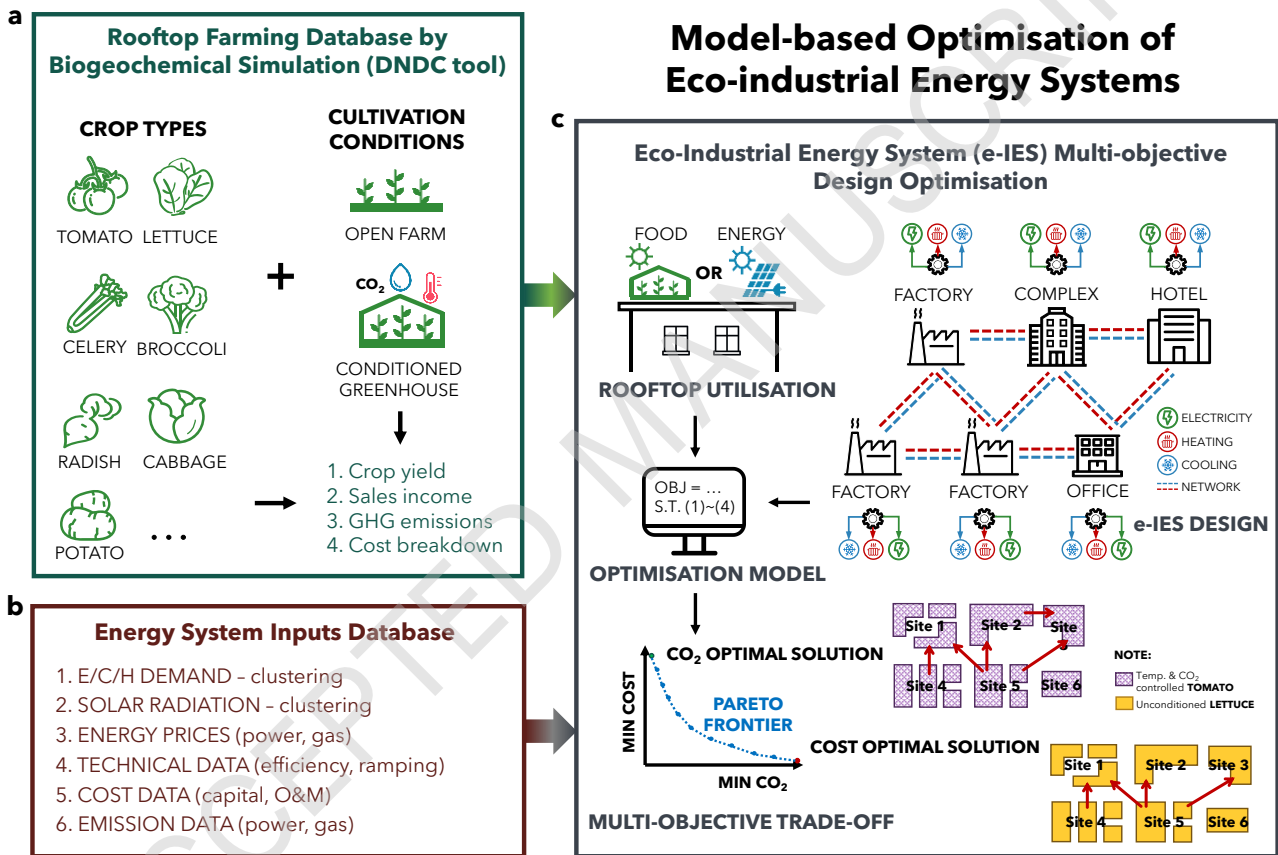 a
Rooftop Farming Database by
Biogeochemical Simulation (DNDC tool)
CROP TYPES
CULTIVATION
CONDITIONS
TOMATO
LETTUCE
OPEN FARM
+
CO₂
CELERY
BROCCOLI
CONDITIONED
GREENHOUSE
RADISH
CABBAGE
1. Crop yield
2. Sales income
3. GHG emissions
4. Cost breakdown
POTATO
...
b
Energy System Inputs Database
1. E/C/H DEMAND – clustering
2. SOLAR RADIATION – clustering
3. ENERGY PRICES (power, gas)
4. TECHNICAL DATA (efficiency, ramping)
5. COST DATA (capital, O&M)
6. EMISSION DATA (power, gas)
Model-based Optimisation of
Eco-industrial Energy Systems
c
Eco-Industrial Energy System (e-IES) Multi-objective
Design Optimisation
FOOD
ENERGY
OR
ROOFTOP UTILISATION
FACTORY
COMPLEX
HOTEL
ELECTRICITY
HEATING
COOLING
NETWORK
FACTORY
FACTORY
OFFICE
e-IES DESIGN
OBJ = ...
S.T. (1)~(4)
OPTIMISATION MODEL
CO₂ OPTIMAL SOLUTION
MIN COST
PARETO
FRONTIER
MIN CO₂
COST OPTIMAL SOLUTION
MULTI-OBJECTIVE TRADE-OFF
Site 1
Site 2
Site
Site 4
Site 5
Site 6
NOTE:
Temp. & CO₂
controlled TOMATO
Unconditioned LETTUCE
Site 1
Site 2
Site 3
Site 4
Site 5
Site 6
ACCEPTED MANUSCRIPT